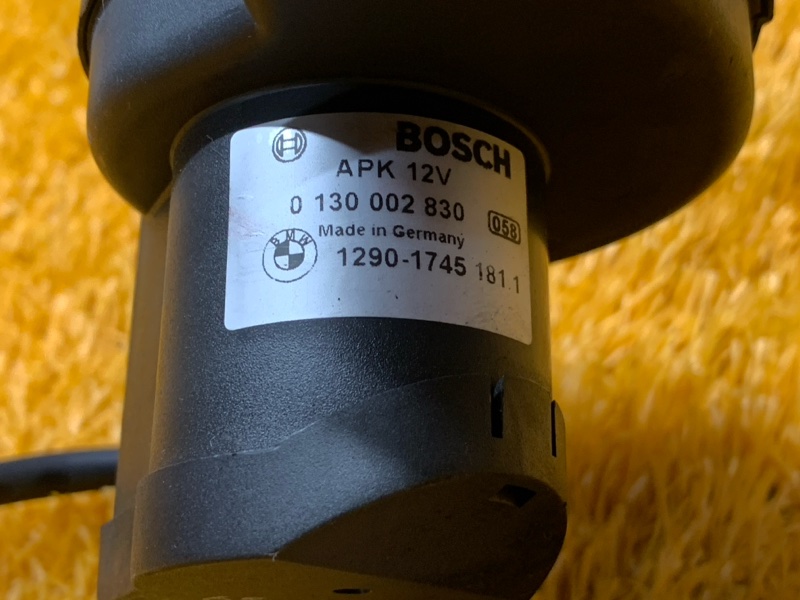 BOSCH
APK 12V
0 130 002 830
058
Made in Germany
BMW
1290-1745 181.1